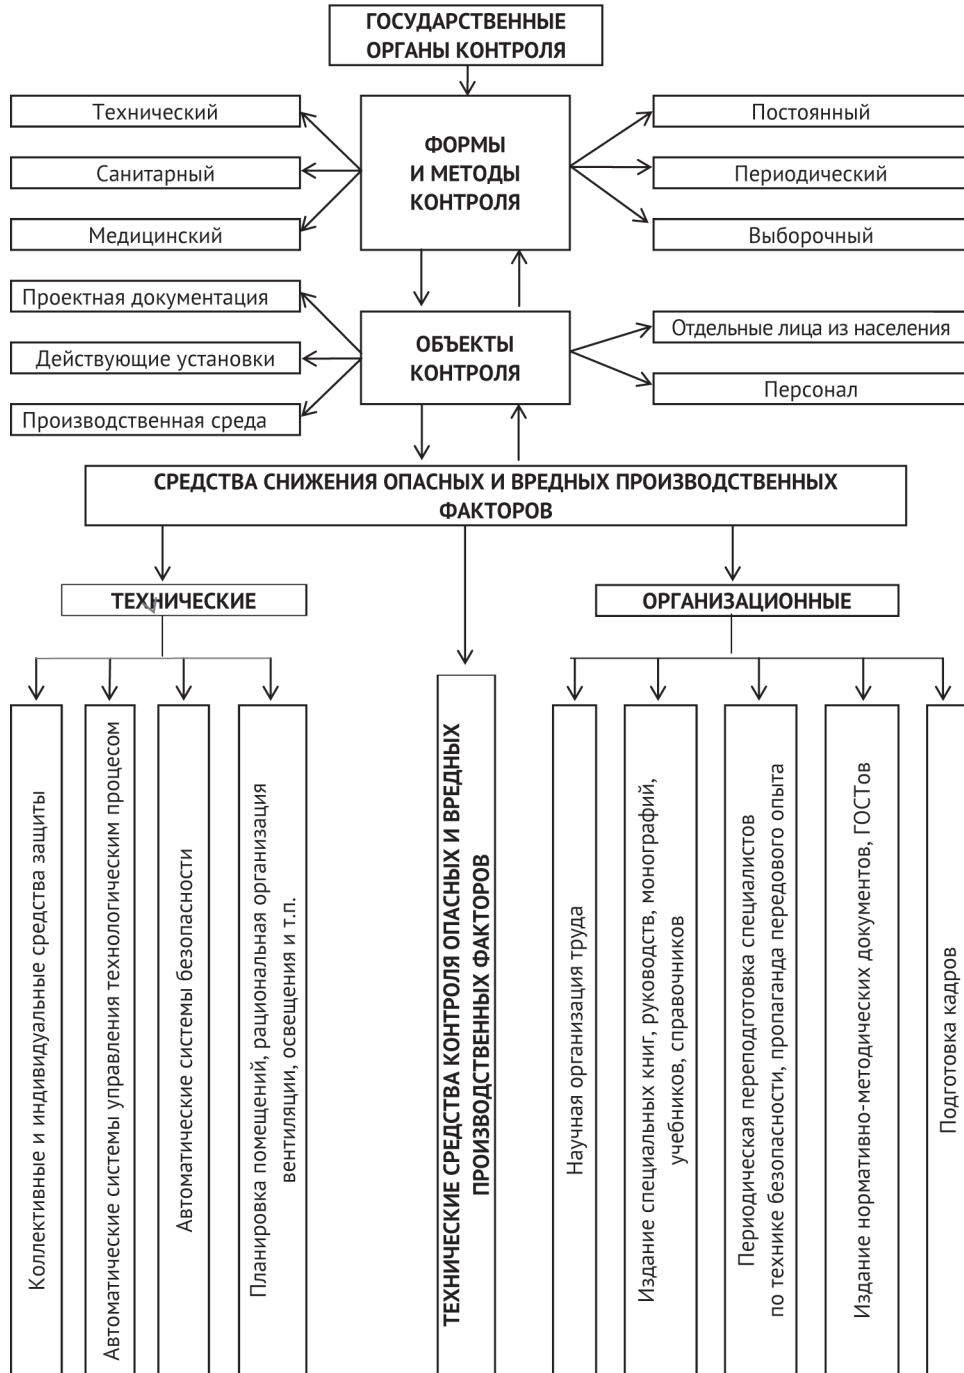 ГОСУДАРСТВЕННЫЕ
ОРГАНЫ КОНТРОЛЯ
Технический
Санитарный
Медицинский
ФОРМЫ
И МЕТОДЫ
КОНТРОЛЯ
Постоянный
Периодический
Выборочный
Проектная документация
Действующие установки
Производственная среда
ОБЪЕКТЫ
КОНТРОЛЯ
Отдельные лица из населения
Персонал
СРЕДСТВА СНИЖЕНИЯ ОПАСНЫХ И ВРЕДНЫХ ПРОИЗВОДСТВЕННЫХ
ФАКТОРОВ
ТЕХНИЧЕСКИЕ
ОРГАНИЗАЦИОННЫЕ
Коллективные и индивидуальные средства защиты
Автоматические системы управления технологическим процесом
Автоматические системы безопасности
Планировка помещений, рациональная организация
вентиляции, освещения и т.п.
ТЕХНИЧЕСКИЕ СРЕДСТВА КОНТРОЛЯ ОПАСНЫХ И ВРЕДНЫХ
ПРОИЗВОДСТВЕННЫХ ФАКТОРОВ
Научная организация труда
Издание специальных книг, руководств, монографий,
учебников, справочников
Периодическая переподготовка специалистов
по технике безопасности, пропаганда передового опыта
Издание нормативно-методических документов, ГОСТов
Подготовка кадров